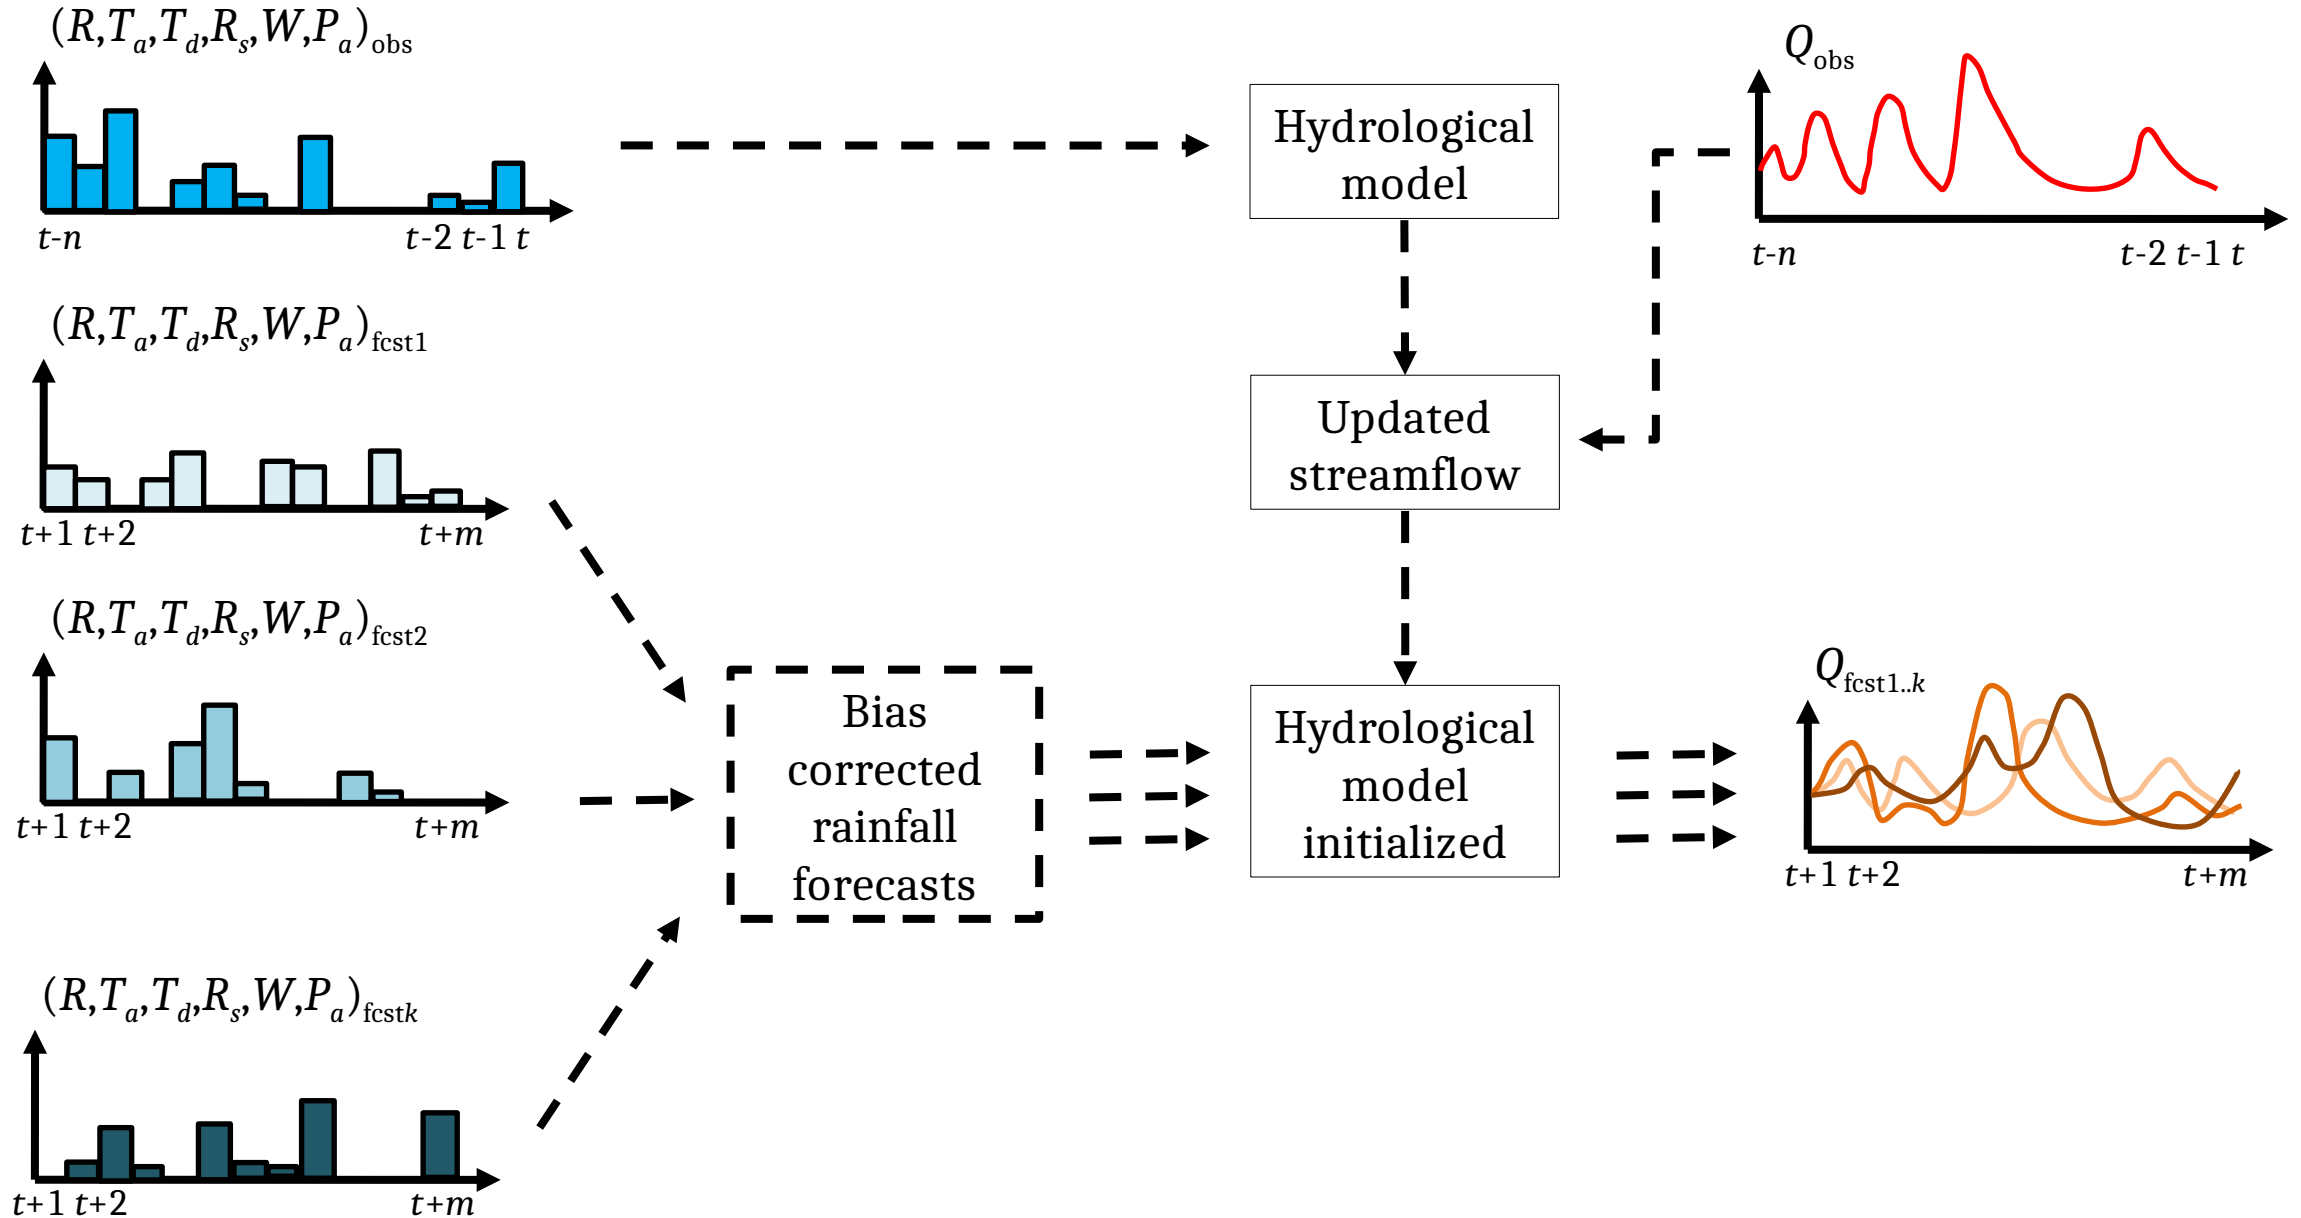 (R,Ta,Td,Rs,W,Pa)obs
t-n t-2 t-1 t
Hydrological
model
Qobs
t-n t-2 t-1 t
(R,Ta,Td,Rs,W,Pa)fcst1
t+1 t+2 t+m
Updated
streamflow
(R,Ta,Td,Rs,W,Pa)fcst2
t+1 t+2 t+m
Bias
corrected
rainfall
forecasts
Hydrological
model
initialized
Qfcst1..k
t+1 t+2 t+m
(R,Ta,Td,Rs,W,Pa)fcstk
t+1 t+2 t+m